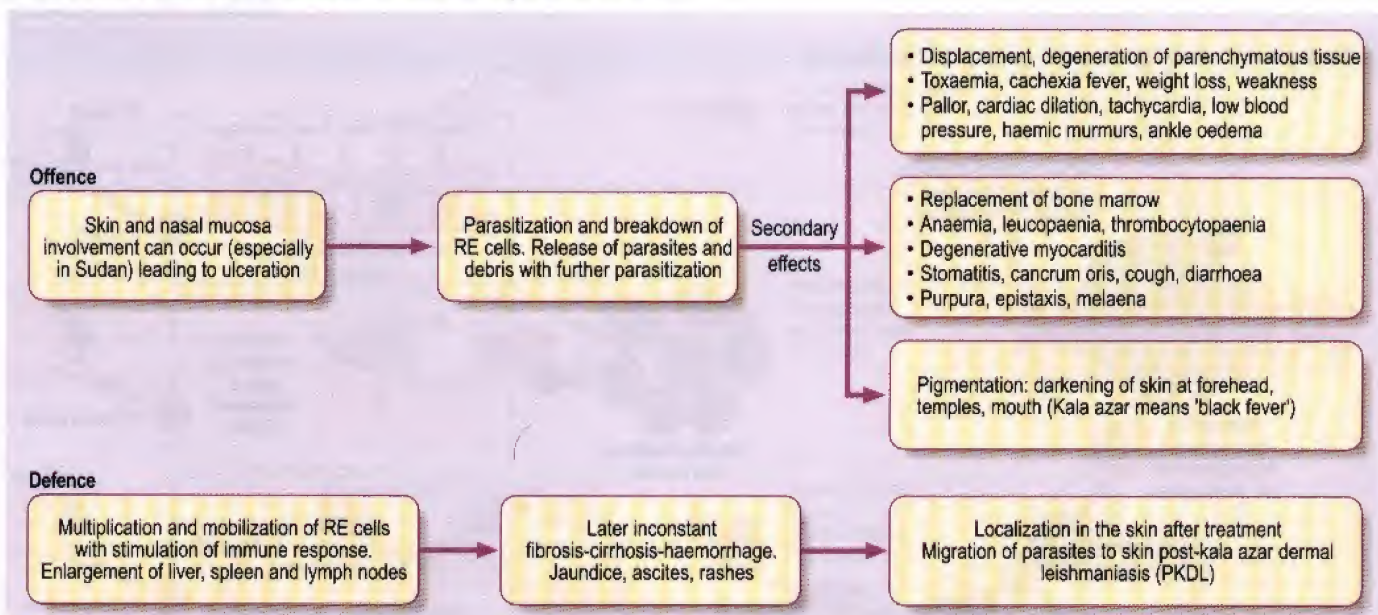 Offence
Skin and nasal mucosa
involvement can occur (especially
in Sudan) leading to ulceration
Parasitization and breakdown of
RE cells. Release of parasites and
debris with further parasitization
Secondary
effects
• Displacement, degeneration of parenchymatous tissue
• Toxaemia, cachexia fever, weight loss, weakness
• Pallor, cardiac dilation, tachycardia, low blood
pressure, haemic murmurs, ankle oedema
• Replacement of bone marrow
• Anaemia, leucopaenia, thrombocytopaenia
• Degenerative myocarditis
• Stomatitis, cancrum oris, cough, diarrhoea
• Purpura, epistaxis, melaena
Pigmentation: darkening of skin at forehead,
temples, mouth (Kala azar means 'black fever')
Defence
Multiplication and mobilization of RE cells
with stimulation of immune response.
Enlargement of liver, spleen and lymph nodes
Later inconstant
fibrosis-cirrhosis-haemorrhage.
Jaundice, ascites, rashes
Localization in the skin after treatment
Migration of parasites to skin post-kala azar dermal
leishmaniasis (PKDL)